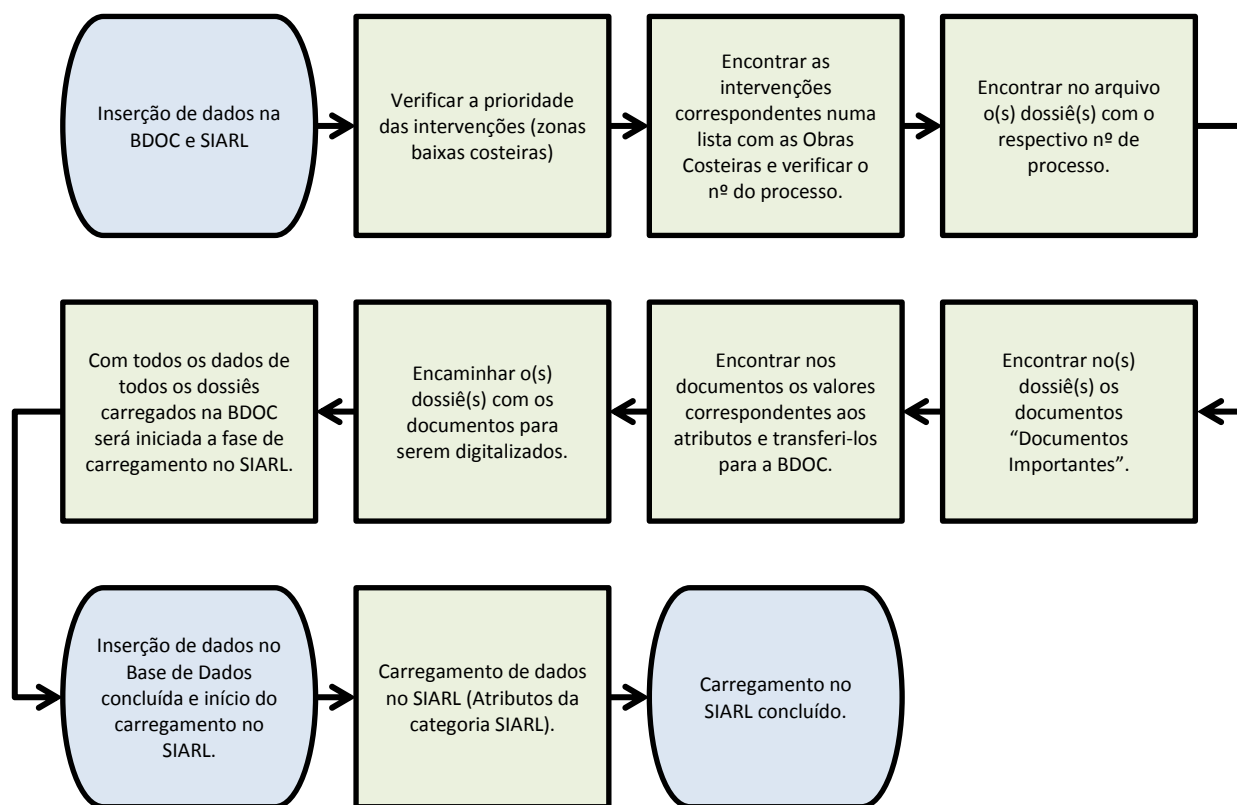 Inserção de dados na
BDOC e SIARL
Verificar a prioridade
das intervenções (zonas
baixas costeiras)
Encontrar as
intervenções
correspondentes numa
lista com as Obras
Costeiras e verificar o
nº do processo.
Encontrar no arquivo
o(s) dossiê(s) com o
respectivo nº de
processo.
Encontrar no(s)
dossiê(s) os
documentos
“Documentos
Importantes”.
Encontrar nos
documentos os valores
correspondentes aos
atributos e transferi-los
para a BDOC.
Encaminhar o(s)
dossiê(s) com os
documentos para
serem digitalizados.
Com todos os dados de
todos os dossiês
carregados na BDOC
será iniciada a fase de
carregamento no SIARL.
Inserção de dados no
Base de Dados
concluída e início do
carregamento no
SIARL.
Carregamento de dados
no SIARL (Atributos da
categoria SIARL).
Carregamento no
SIARL concluído.